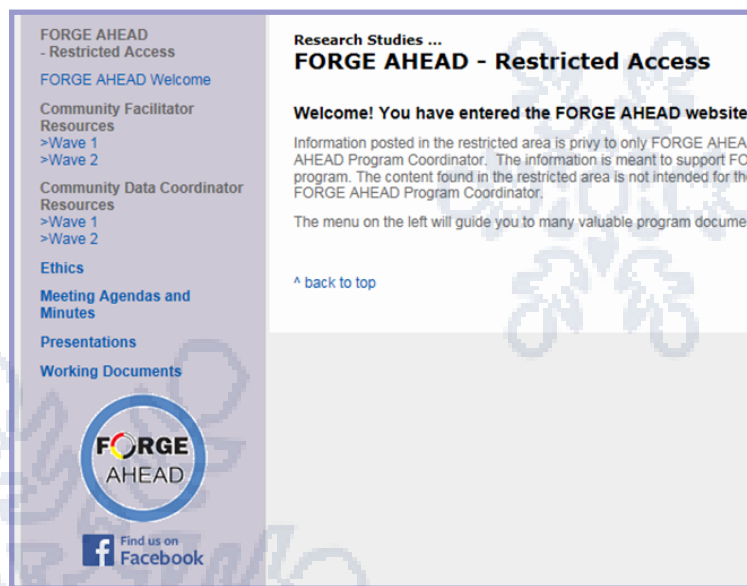 FORGE AHEAD
- Restricted Access
FORGE AHEAD Welcome
Community Facilitator
Resources
>Wave 1
>Wave 2
Community Data Coordinator
Resources
>Wave 1
>Wave 2
Ethics
Meeting Agendas and
Minutes
Presentations
Working Documents
FORGE
AHEAD
Find us on
Facebook
Research Studies ...
FORGE AHEAD - Restricted Access
Welcome! You have entered the FORGE AHEAD website
Information posted in the restricted area is privy to only FORGE AHEA
AHEAD Program Coordinator. The information is meant to support FO
program. The content found in the restricted area is not intended for the
FORGE AHEAD Program Coordinator.
The menu on the left will guide you to many valuable program docume
^ back to top